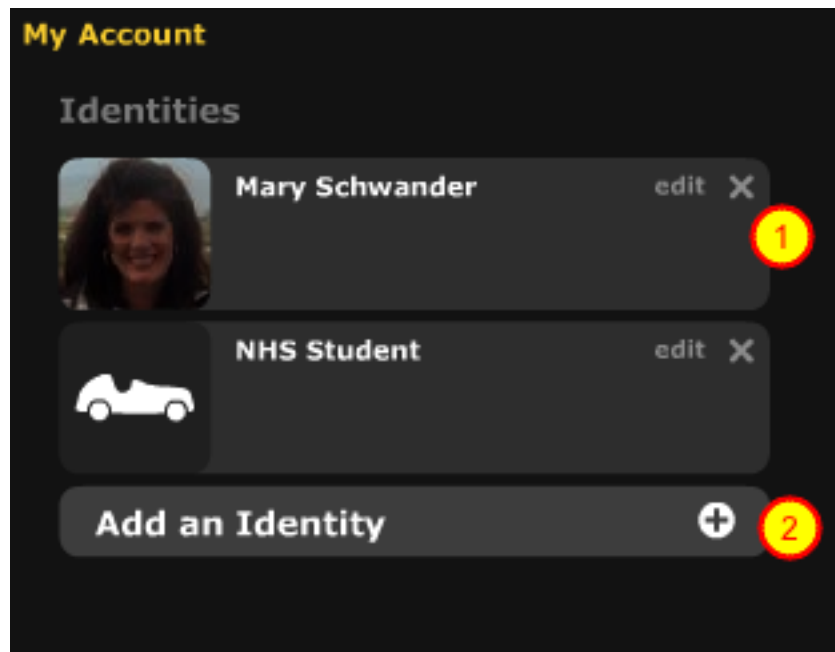 My Account
Identities
Mary Schwander edit
1
NHS Student edit
Add an Identity
2